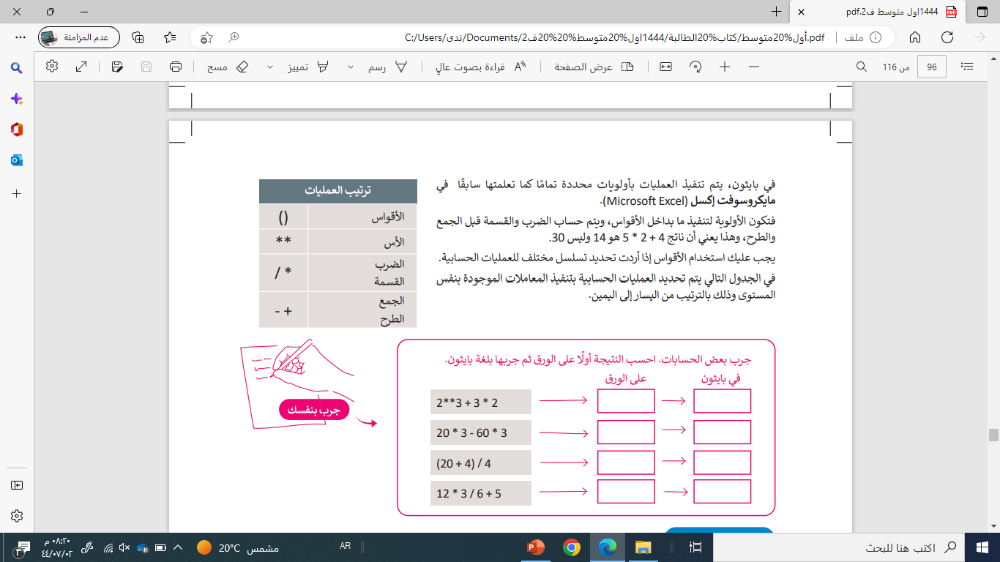 1444اول متوسط ف2.pdf
عدم المزامنة
ملف
C:/Users/ندى/Documents/كتاب%20الطالبة/1444اول%20متوسط%20%20ف2/أول%20متوسط.pdf
96
من 116
عرض الصفحة
قراءة بصوت عالٍ
رسم
تمييز
مسح
في بايثون، يتم تنفيذ العمليات بأولويات محددة تمامًا كما تعلمتها سابقًا في
مايكروسوفت إكسل (Microsoft Excel).
فتكون الأولوية لتنفيذ ما بداخل الأقواس، ويتم حساب الضرب والقسمة قبل الجمع
والطرح، وهذا يعني أن ناتج 4 + 2 * 5 هو 14 وليس 30.
يجب عليك استخدام الأقواس إذا أردت تحديد تسلسل مختلف للعمليات الحسابية.
في الجدول التالي يتم تحديد العمليات الحسابية بتنفيذ المعاملات الموجودة بنفس
المستوى وذلك بالترتيب من اليسار إلى اليمين.
ترتيب العمليات
الأقواس ()
الأس **
الضرب
القسمة
* /
الجمع
الطرح
+ -
جرب بنفسك
جرب بعض الحسابات. احسب النتيجة أولًا على الورق ثم جربها بلغة بايثون.
في بايثون
على الورق
2**3 + 3 * 2
20 * 3 - 60 * 3
(20 + 4) / 4
12 * 3 / 6 + 5
اكتب هنا للبحث
AR
20°C مشمس
٠٨:٢٠ م
٤٤/٠٧/٠٢
٣